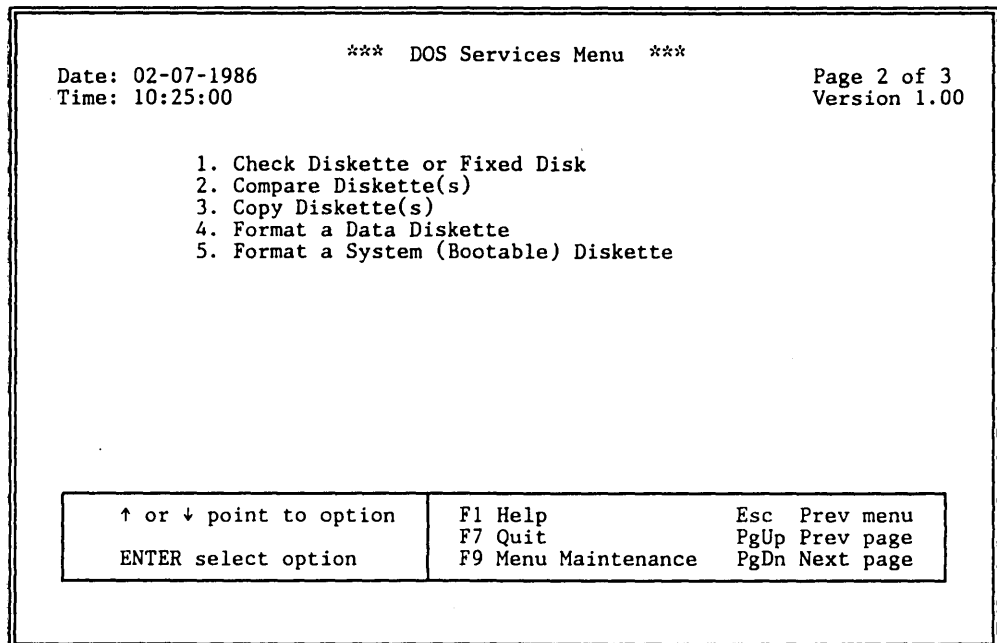 *** DOS Services Menu ***
Date: 02-07-1986 Page 2 of 3
Time: 10:25:00 Version 1.00
1. Check Diskette or Fixed Disk
2. Compare Diskette(s)
3. Copy Diskette(s)
4. Format a Data Diskette
5. Format a System (Bootable) Diskette
↑ or ↓ point to option F1 Help Esc Prev menu
F7 Quit PgUp Prev page
ENTER select option F9 Menu Maintenance PgDn Next page